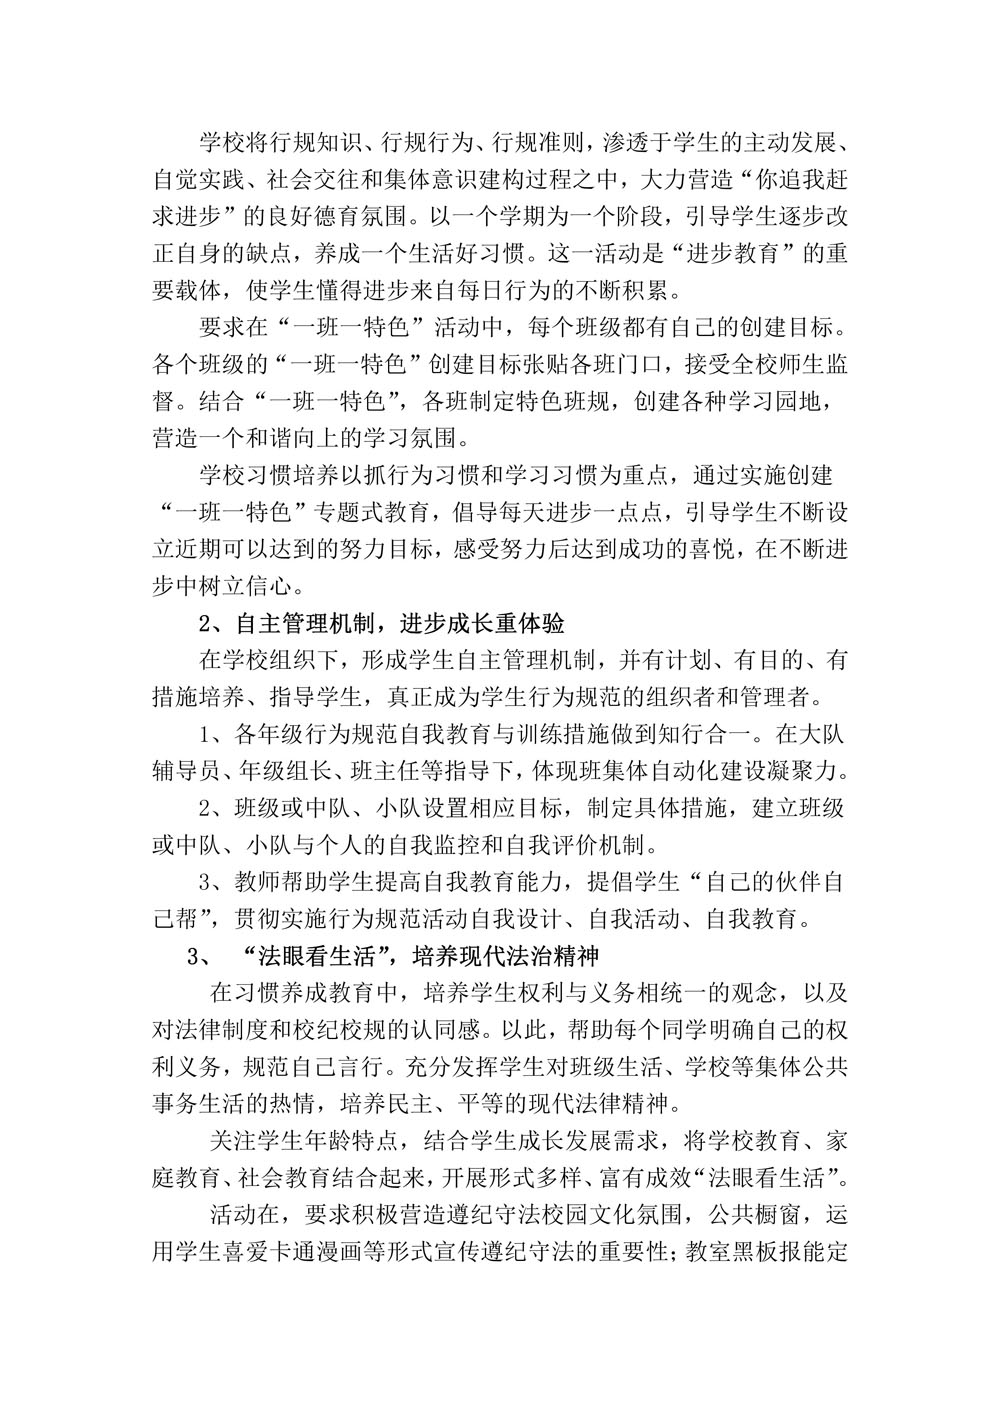 学校将行规知识、行规行为、行规准则，渗透于学生的主动发展、
自觉实践、社会交往和集体意识建构过程之中，大力营造“你追我赶
求进步”的良好德育氛围。以一个学期为一个阶段，引导学生逐步改
正自身的缺点，养成一个生活好习惯。这一活动是“进步教育”的重
要载体，使学生懂得进步来自每日行为的不断积累。
要求在“一班一特色”活动中，每个班级都有自己的创建目标。
各个班级的“一班一特色”创建目标张贴各班门口，接受全校师生监
督。结合“一班一特色”，各班制定特色班规，创建各种学习园地，
营造一个和谐向上的学习氛围。
学校习惯培养以抓行为习惯和学习习惯为重点，通过实施创建
“一班一特色”专题式教育，倡导每天进步一点点，引导学生不断设
立近期可以达到的努力目标，感受努力后达到成功的喜悦，在不断进
步中树立信心。
2、自主管理机制，进步成长重体验
在学校组织下，形成学生自主管理机制，并有计划、有目的、有
措施培养、指导学生，真正成为学生行为规范的组织者和管理者。
1、各年级行为规范自我教育与训练措施做到知行合一。在大队
辅导员、年级组长、班主任等指导下，体现班集体自动化建设凝聚力。
2、班级或中队、小队设置相应目标，制定具体措施，建立班级
或中队、小队与个人的自我监控和自我评价机制。
3、教师帮助学生提高自我教育能力，提倡学生“自己的伙伴自
己帮”，贯彻实施行为规范活动自我设计、自我活动、自我教育。
3、 “法眼看生活”，培养现代法治精神
在习惯养成教育中，培养学生权利与义务相统一的观念，以及
对法律制度和校纪校规的认同感。以此，帮助每个同学明确自己的权
利义务，规范自己言行。充分发挥学生对班级生活、学校等集体公共
事务生活的热情，培养民主、平等的现代法律精神。
关注学生年龄特点，结合学生成长发展需求，将学校教育、家
庭教育、社会教育结合起来，开展形式多样、富有成效“法眼看生活”。
活动在，要求积极营造遵纪守法校园文化氛围，公共橱窗，运
用学生喜爱卡通漫画等形式宣传遵纪守法的重要性；教室黑板报能定